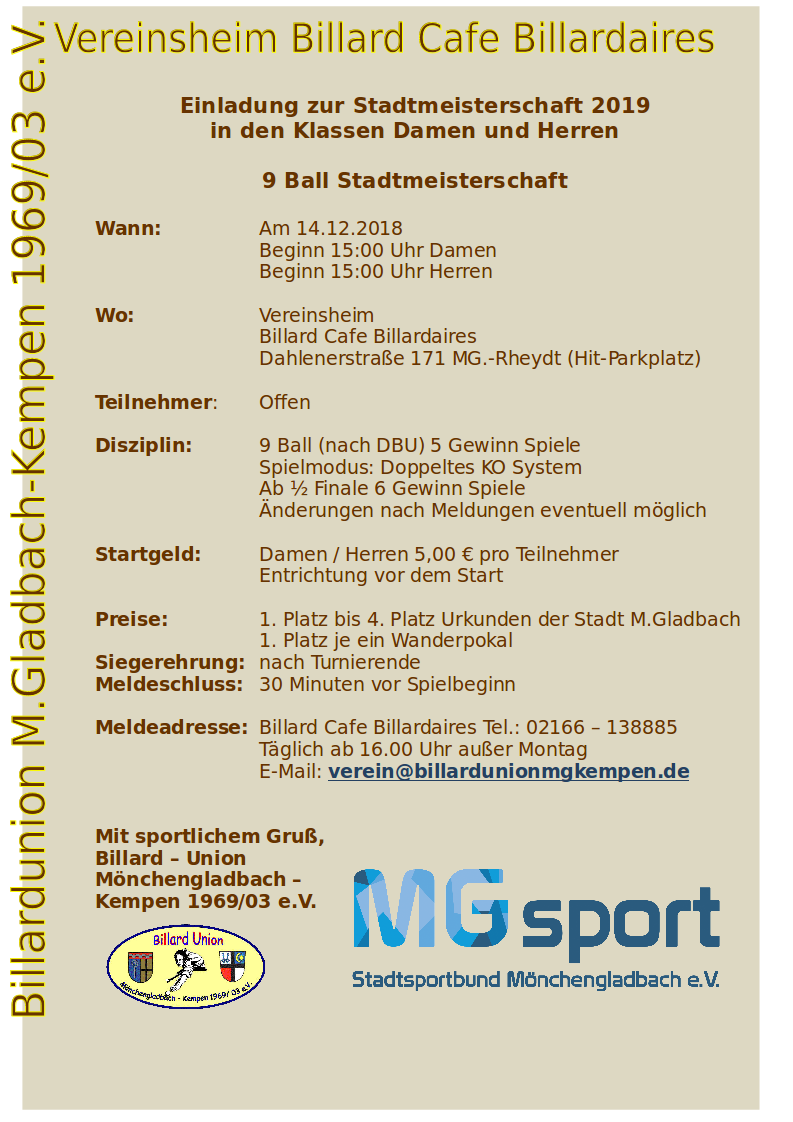 Vereinsheim Billard Cafe Billardaires
Billardunion M.Gladbach-Kempen 1969/03 e.V.
Einladung zur Stadtmeisterschaft 2019
in den Klassen Damen und Herren
9 Ball Stadtmeisterschaft
Wann: Am 14.12.2018
Beginn 15:00 Uhr Damen
Beginn 15:00 Uhr Herren
Wo: Vereinsheim
Billard Cafe Billardaires
Dahlenerstraße 171 MG.-Rheydt (Hit-Parkplatz)
Teilnehmer: Offen
Disziplin: 9 Ball (nach DBU) 5 Gewinn Spiele
Spielmodus: Doppeltes KO System
Ab ½ Finale 6 Gewinn Spiele
Änderungen nach Meldungen eventuell möglich
Startgeld: Damen / Herren 5,00 € pro Teilnehmer
Entrichtung vor dem Start
Preise: 1. Platz bis 4. Platz Urkunden der Stadt M.Gladbach
1. Platz je ein Wanderpokal
Siegerehrung: nach Turnierende
Meldeschluss: 30 Minuten vor Spielbeginn
Meldeadresse: Billard Cafe Billardaires Tel.: 02166 – 138885
Täglich ab 16.00 Uhr außer Montag
E-Mail: verein@billardunionmgkempen.de
Mit sportlichem Gruß,
Billard – Union
Mönchengladbach –
Kempen 1969/03 e.V.
Billard Union
Mönchengladbach - Kempen 1969/ 03 e.V.
MG sport
Stadtsportbund Mönchengladbach e.V.